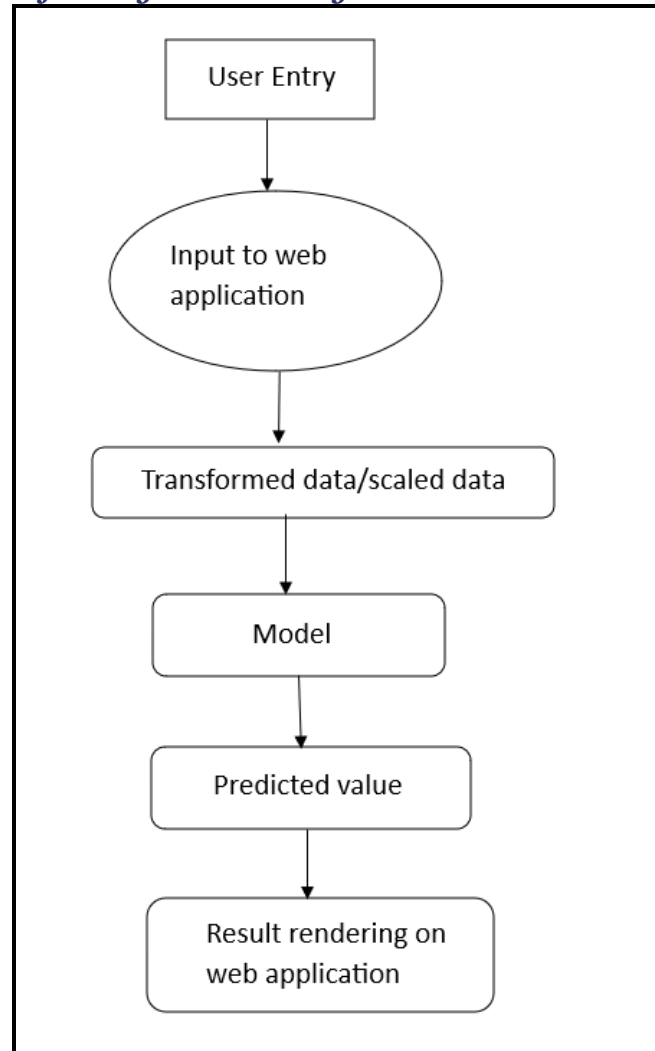 User Entry
Input to web
application
Transformed data/scaled data
Model
Predicted value
Result rendering on
web application